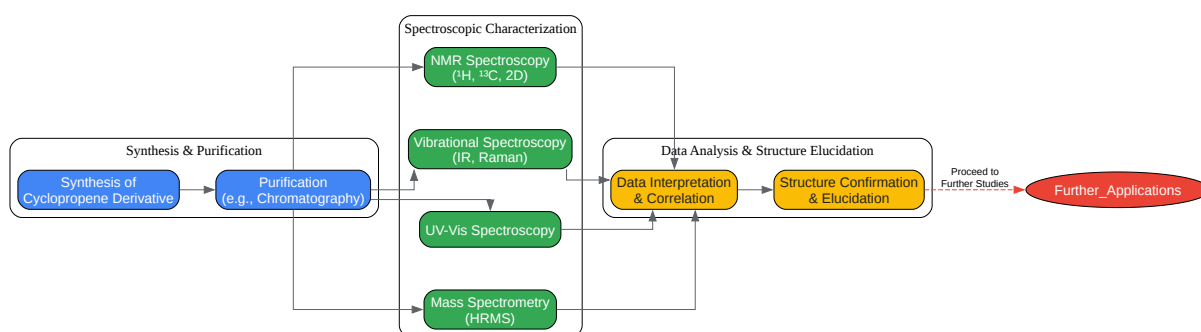 Spectroscopic Characterization
NMR Spectroscopy
(¹H, ¹³C, 2D)
Vibrational Spectroscopy
(IR, Raman)
UV-Vis Spectroscopy
Mass Spectrometry
(HRMS)
Synthesis & Purification
Synthesis of
Cyclopropene Derivative
Purification
(e.g., Chromatography)
Data Analysis & Structure Elucidation
Data Interpretation
& Correlation
Structure Confirmation
& Elucidation
Proceed to
Further Studies
Further_Applications